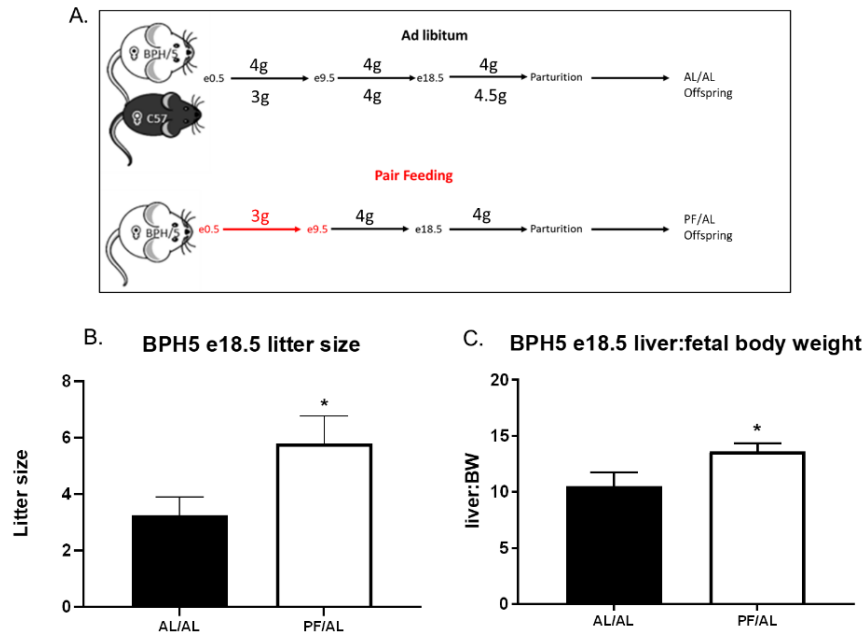 A.
Ad libitum
BPH/5
4g 4g 4g
e0.5 e9.5 e18.5 Parturition AL/AL
Offspring
3g 4g 4.5g
C57
Pair Feeding
3g 4g 4g
BPH/5 e0.5 e9.5 e18.5 Parturition PF/AL
Offspring
B. BPH5 e18.5 litter size
Litter size
8
6
4
2
0
*
AL/AL PF/AL
C. BPH5 e18.5 liver:fetal body weight
liver:BW
20
15
10
5
0
*
AL/AL PF/AL